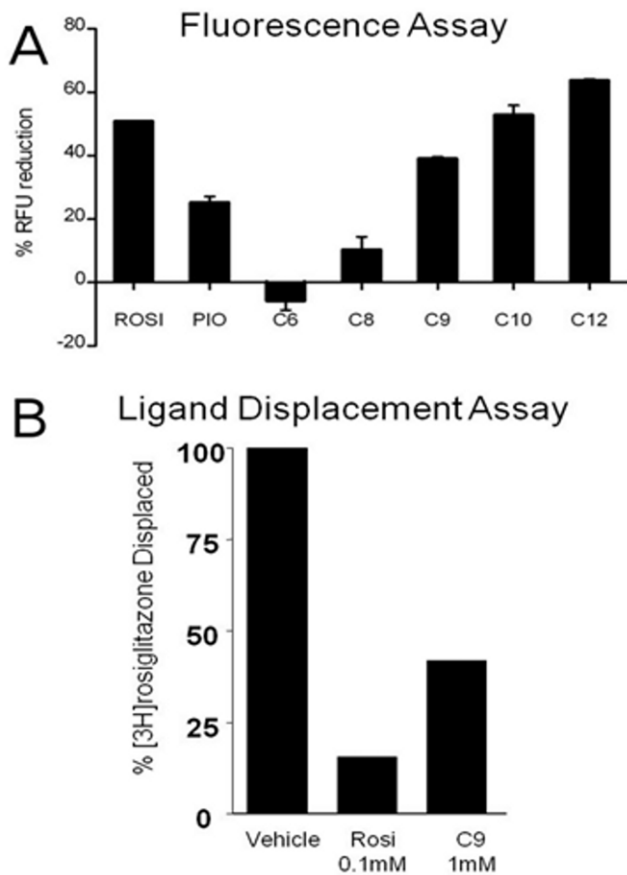 A
Fluorescence Assay
% RFU reduction
80
60
40
20
0
-20
ROSI PIO C6 C8 C9 C10 C12
B
Ligand Displacement Assay
% [3H]rosiglitazone Displaced
100
75
50
25
0
Vehicle Rosi C9
0.1mM 1mM